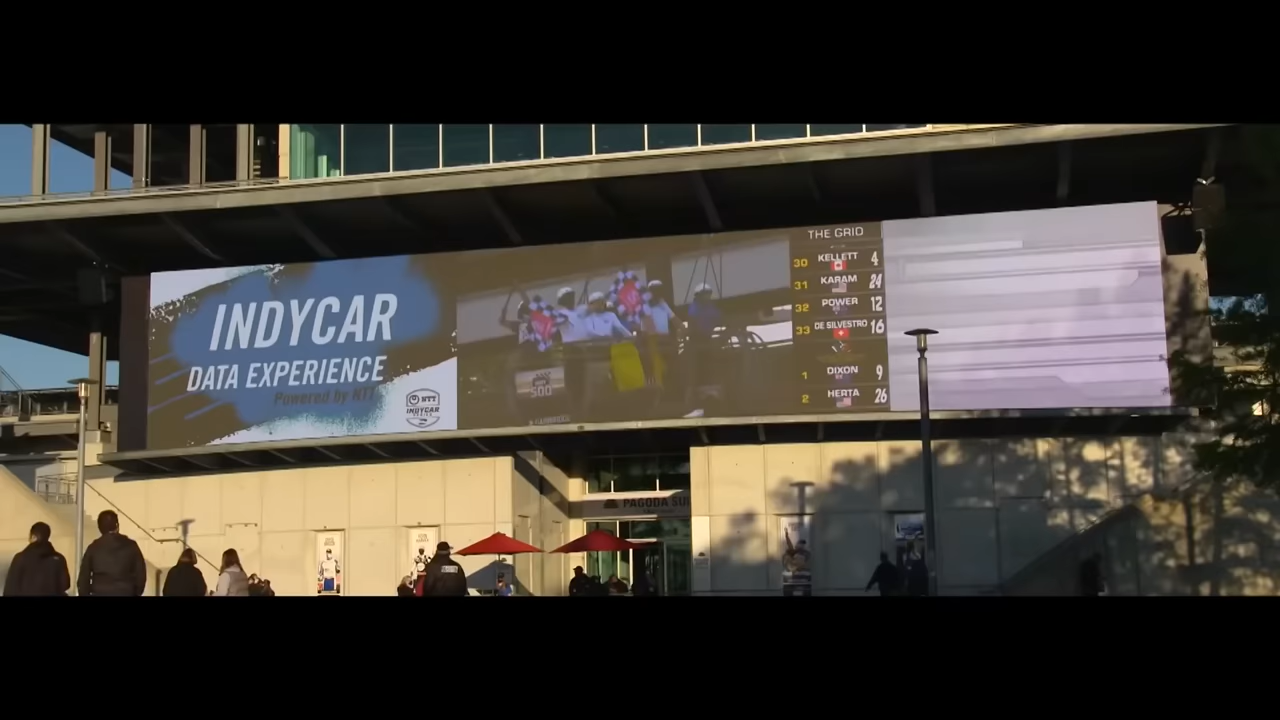 INDYCAR
DATA EXPERIENCE
Powered by NTT
NTT
INDYCAR
SERIES
500
THE GRID
30 KELLETT 4
31 KARAM 24
32 POWER 12
33 DE SILVESTRO 16
1 DIXON 9
2 HERTA 26
PAGODA SUI